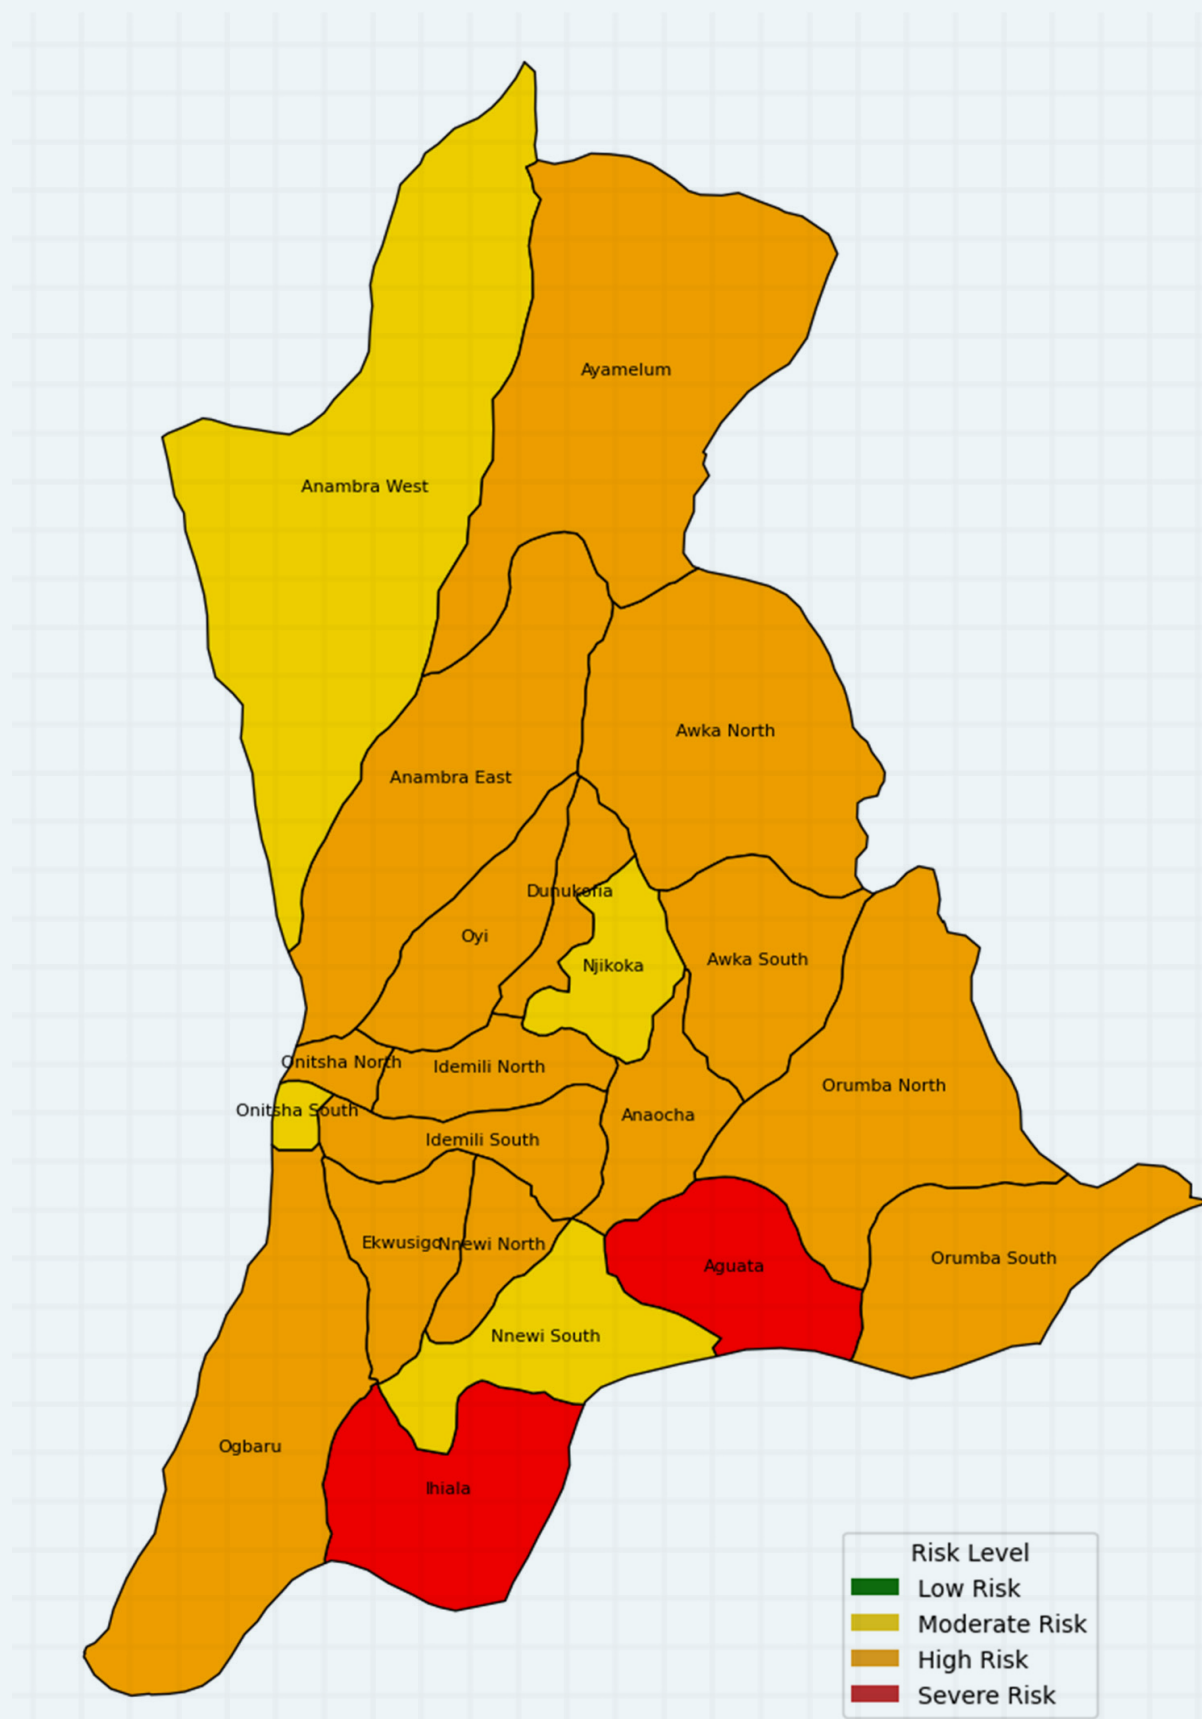 Ayamelum
Anambra West
Awka North
Anambra East
Dunukofia
Oyi
Awka South
Njikoka
Onitsha North
Idemili North
Orumba North
Onitsha South
Anaocha
Idemili South
Ekwusigo
Nnewi North
Orumba South
Aguata
Nnewi South
Ogbaru
Ihiala
Risk Level
Low Risk
Moderate Risk
High Risk
Severe Risk